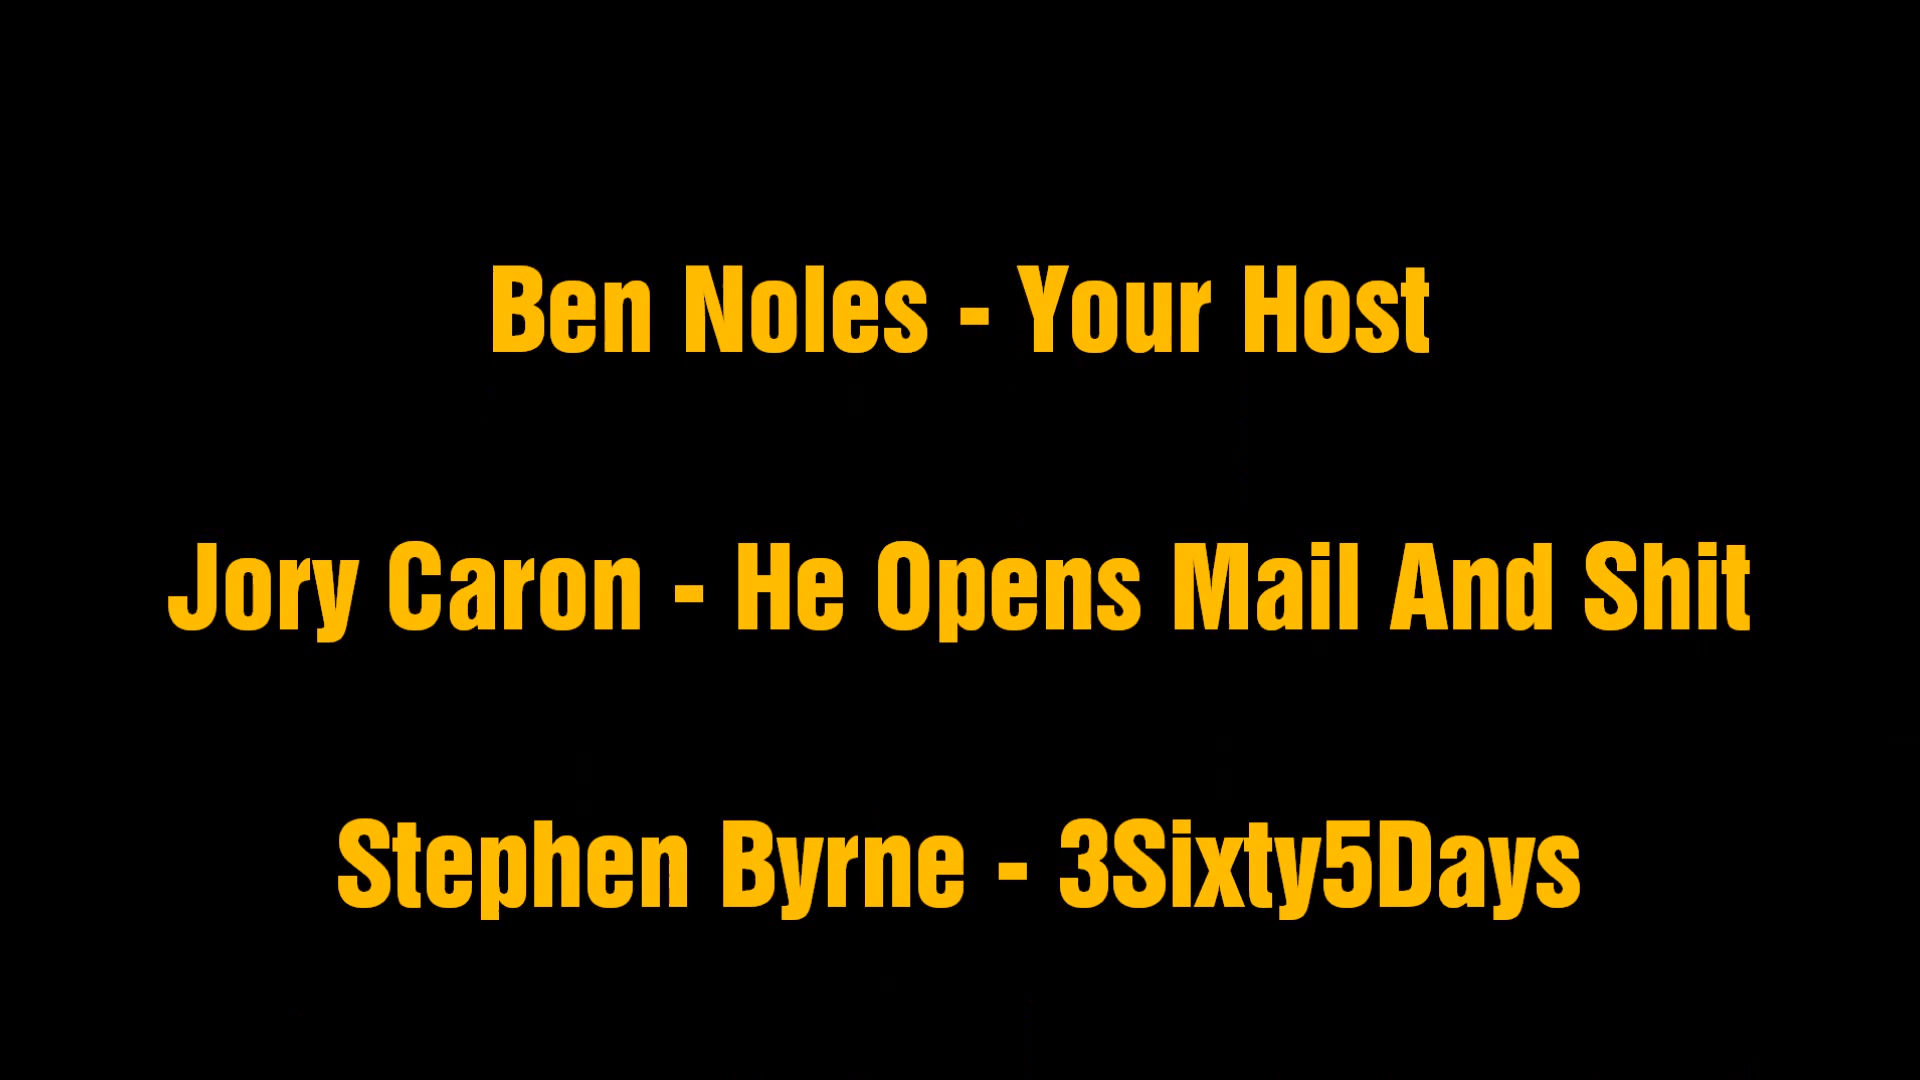 Ben Noles - Your Host
Jory Caron - He Opens Mail And Shit
Stephen Byrne - 3Sixty5Days